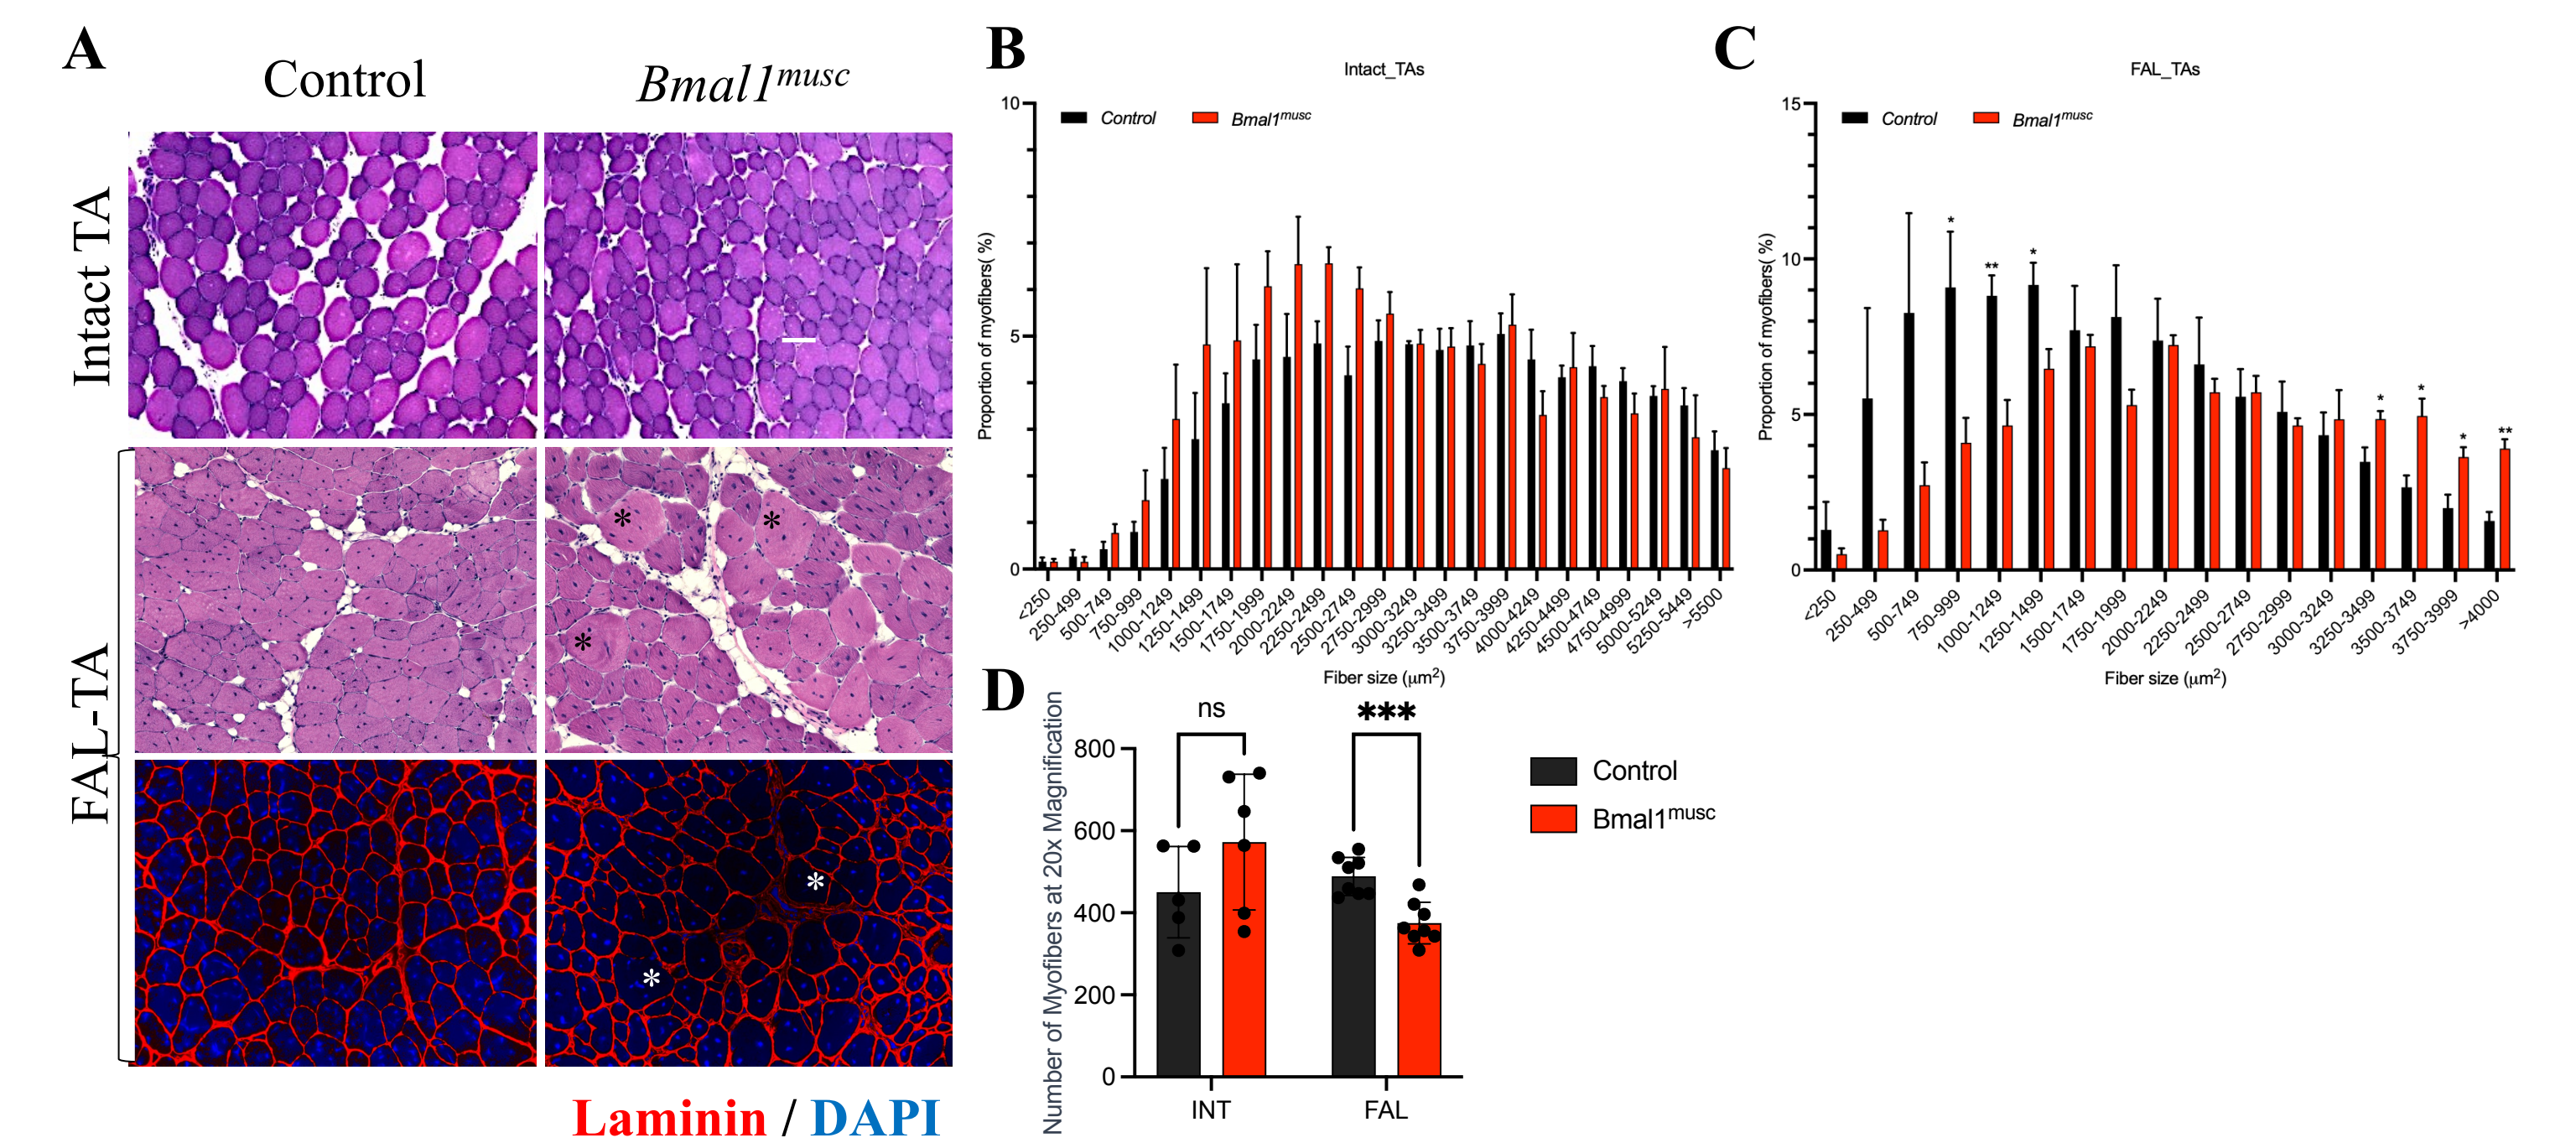 A
Control
Bmal1musc
Intact TA
FAL-TA
*
*
*
*
*
Laminin / DAPI
B
Intact_TAs
Control
Bmal1musc
Proportion of myofibers( %)
10
5
0
<250
250-499
500-749
750-999
1000-1249
1250-1499
1500-1749
1750-1999
2000-2249
2250-2499
2500-2749
2750-2999
3000-3249
3250-3499
3500-3749
3750-3999
4000-4249
4250-4499
4500-4749
4750-4999
5000-5249
5250-5449
>5500
Fiber size (μm2)
C
FAL_TAs
Control
Bmal1musc
Proportion of myofibers( %)
15
10
5
0
*
**
*
*
*
*
**
<250
250-499
500-749
750-999
1000-1249
1250-1499
1500-1749
1750-1999
2000-2249
2250-2499
2500-2749
2750-2999
3000-3249
3250-3499
3500-3749
3750-3999
>4000
Fiber size (μm2)
D
Number of Myofibers at 20x Magnification
ns
***
800
600
400
200
0
INT
FAL
Control
Bmal1musc